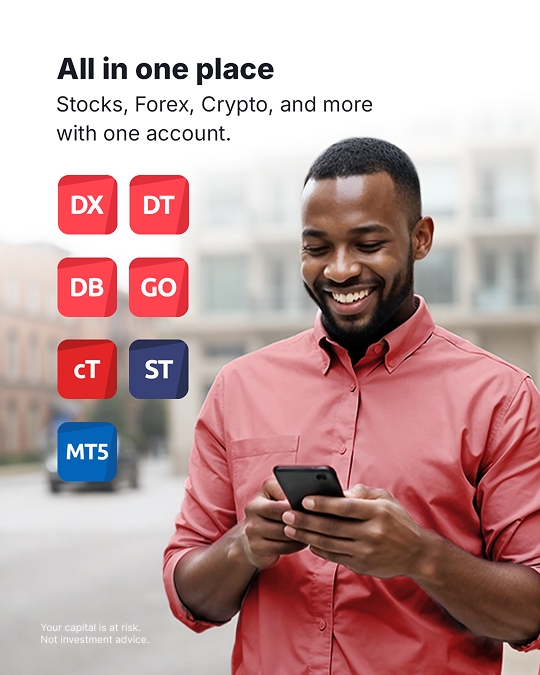 All in one place
Stocks, Forex, Crypto, and more
with one account.
DX DT
DB GO
cT ST
MT5
Your capital is at risk.
Not investment advice.